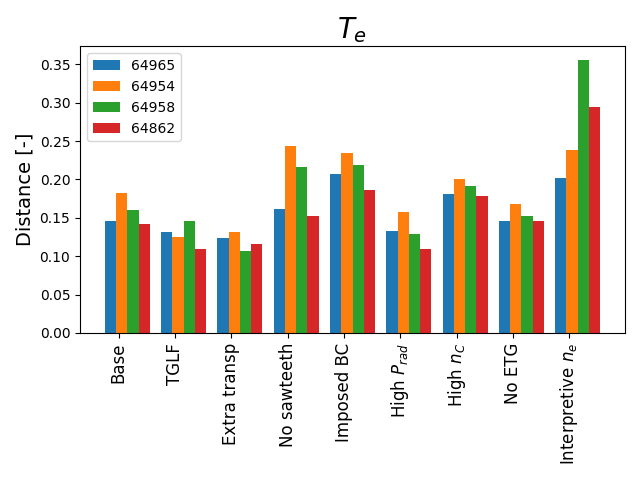 T_e
Distance [-]
0.35
0.30
0.25
0.20
0.15
0.10
0.05
0.00
64965
64954
64958
64862
Base
TGLF
Extra transp
No sawteeth
Imposed BC
High P_rad
High n_C
No ETG
Interpretive n_e